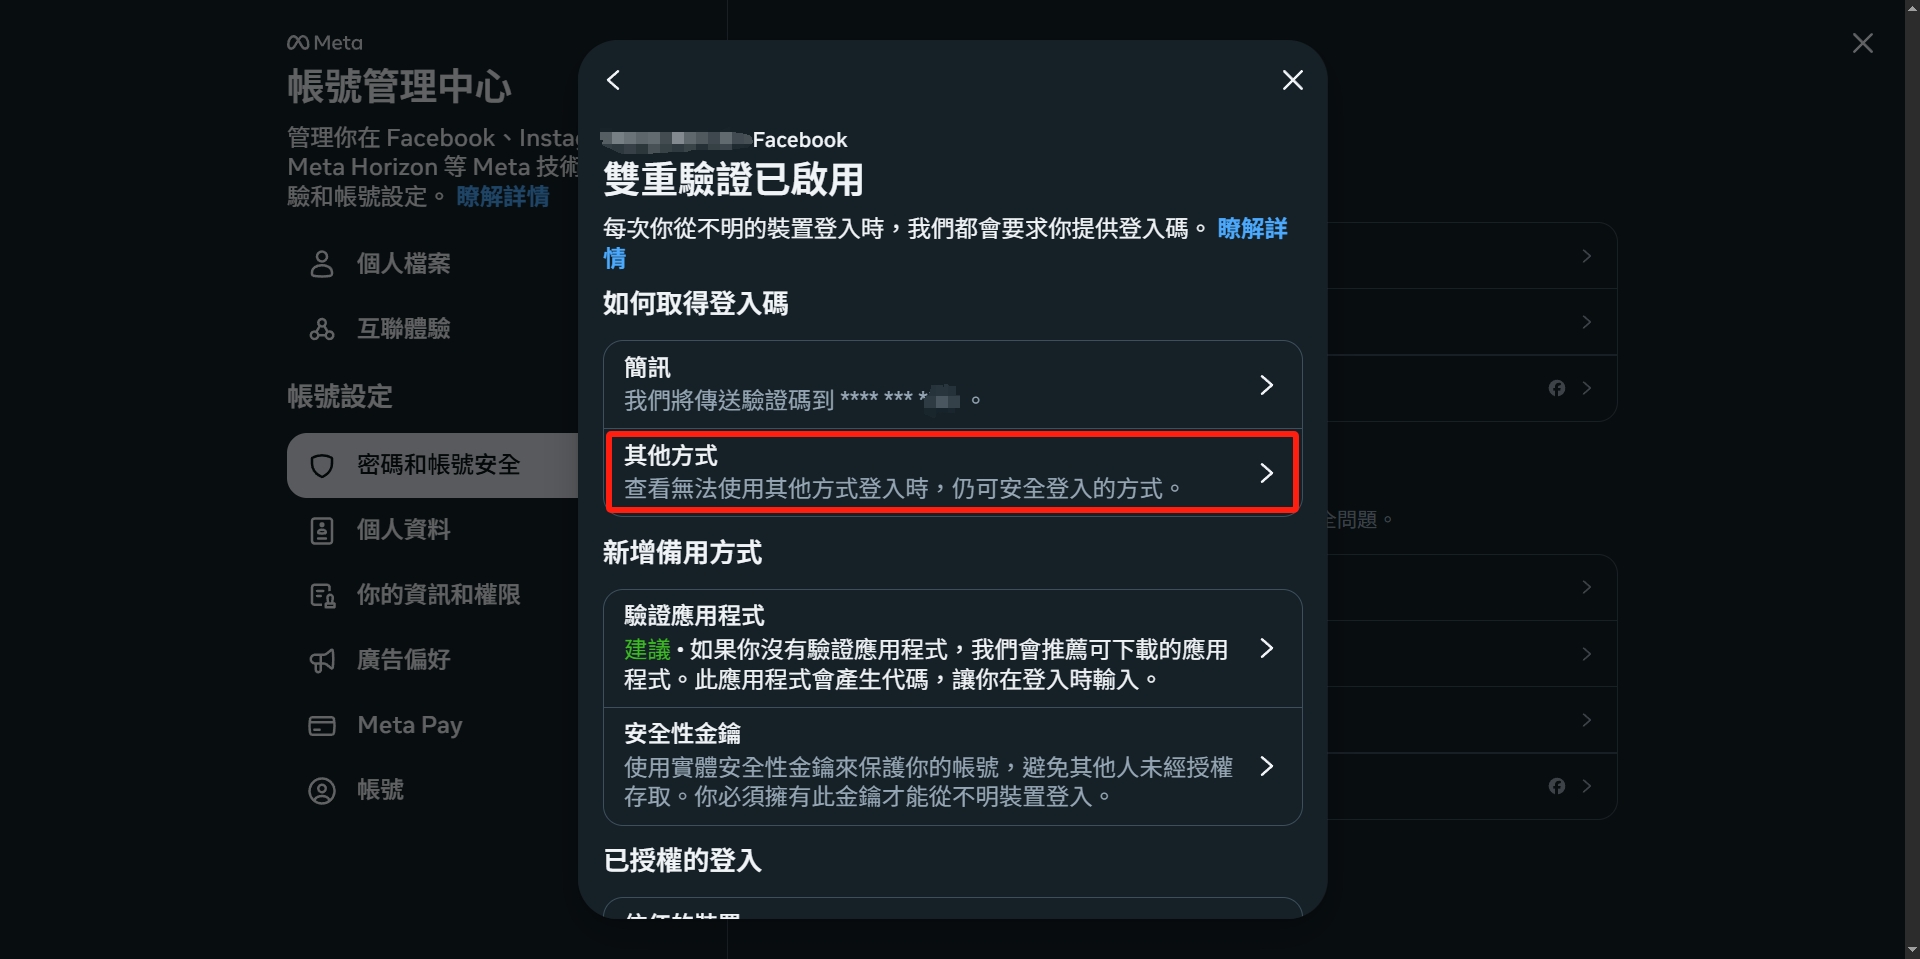 Meta
帳號管理中心
管理你在 Facebook、Insta
Meta Horizon 等 Meta 技術
驗和帳號設定。 瞭解詳情
個人檔案
互聯體驗
帳號設定
密碼和帳號安全
個人資料
你的資訊和權限
廣告偏好
Meta Pay
帳號
Facebook
雙重驗證已啟用
每次你從不明的裝置登入時，我們都會要求你提供登入碼。 瞭解詳
情
如何取得登入碼
簡訊
我們將傳送驗證碼到 **** *** * 。
其他方式
查看無法使用其他方式登入時，仍可安全登入的方式。
新增備用方式
驗證應用程式
建議 • 如果你沒有驗證應用程式，我們會推薦可下載的應用
程式。此應用程式會產生代碼，讓你在登入時輸入。
安全性金鑰
使用實體安全性金鑰來保護你的帳號，避免其他人未經授權
存取。你必須擁有此金鑰才能從不明裝置登入。
已授權的登入
全問題。